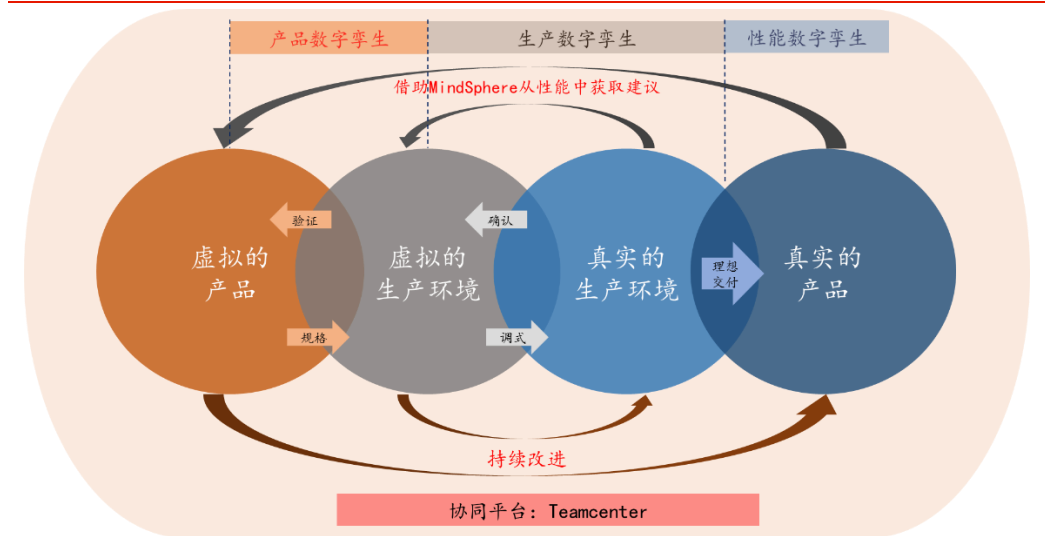 产品数字孪生
生产数字孪生
性能数字孪生
借助MindSphere从性能中获取建议
验证
确认
虚拟的
产品
虚拟的
生产环境
真实的
生产环境
理想
交付
真实的
产品
规格
调式
持续改进
协同平台: Teamcenter